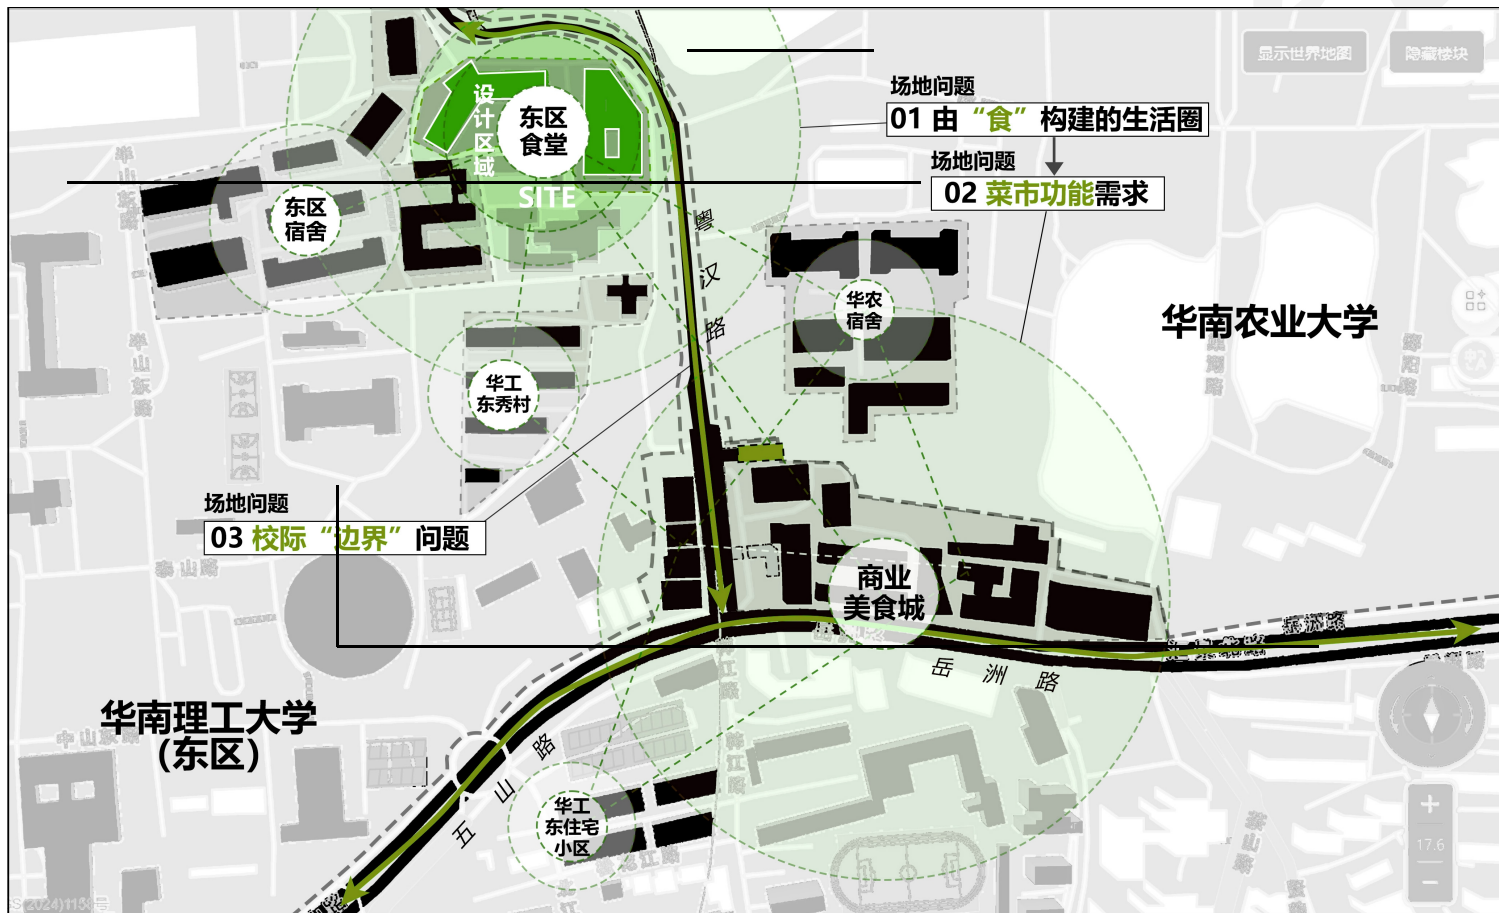 显示世界地图
隐藏楼块
场地问题
01 由“食”构建的生活圈
场地问题
02 菜市功能需求
设计区域
东区
食堂
SITE
东区
宿舍
粤汉路
华农
宿舍
华南农业大学
华工
东秀村
场地问题
03 校际“边界”问题
泰山路
商业
美食城
岳洲路
华南理工大学
（东区）
中山
五山路
华工
东住宅
小区
17.6